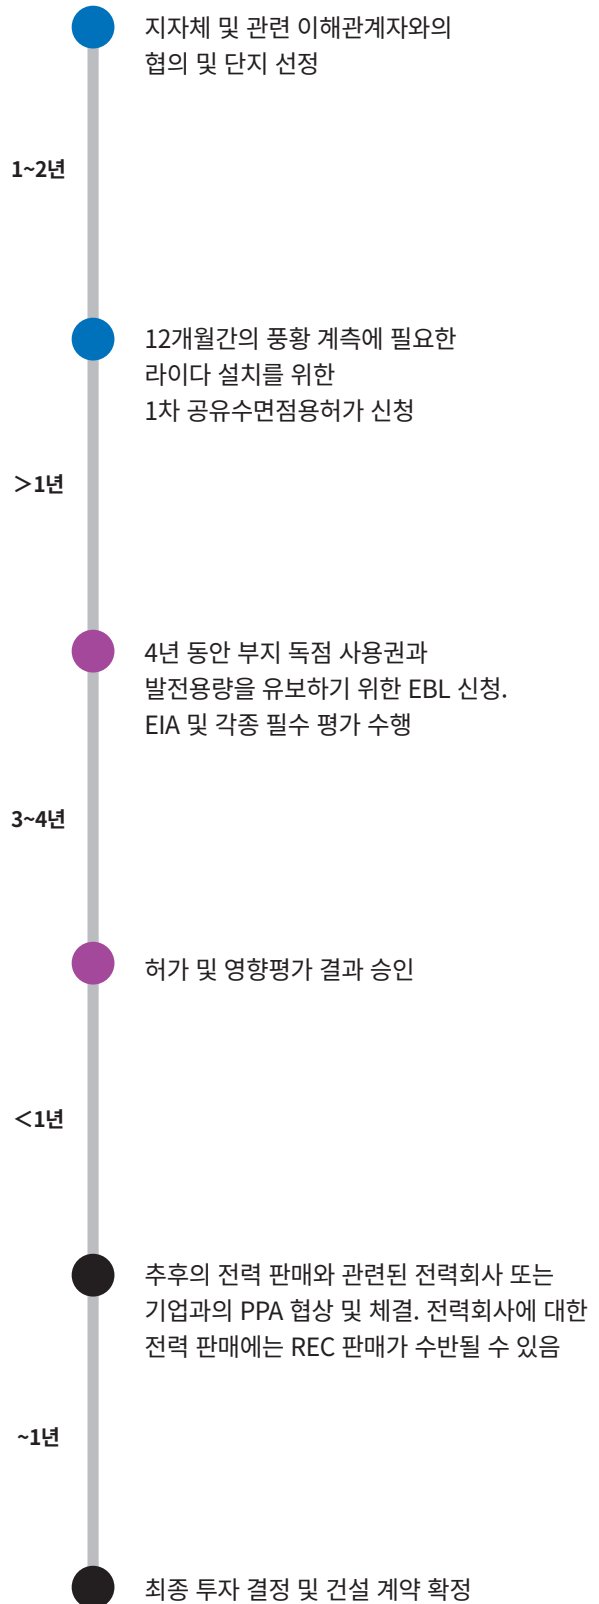 지자체 및 관련 이해관계자와의
협의 및 단지 선정
1~2년
12개월간의 풍황 계측에 필요한
라이다 설치를 위한
1차 공유수면점용허가 신청
>1년
4년 동안 부지 독점 사용권과
발전용량을 유보하기 위한 EBL 신청.
EIA 및 각종 필수 평가 수행
3~4년
허가 및 영향평가 결과 승인
<1년
추후의 전력 판매와 관련된 전력회사 또는
기업과의 PPA 협상 및 체결. 전력회사에 대한
전력 판매에는 REC 판매가 수반될 수 있음
~1년
최종 투자 결정 및 건설 계약 확정